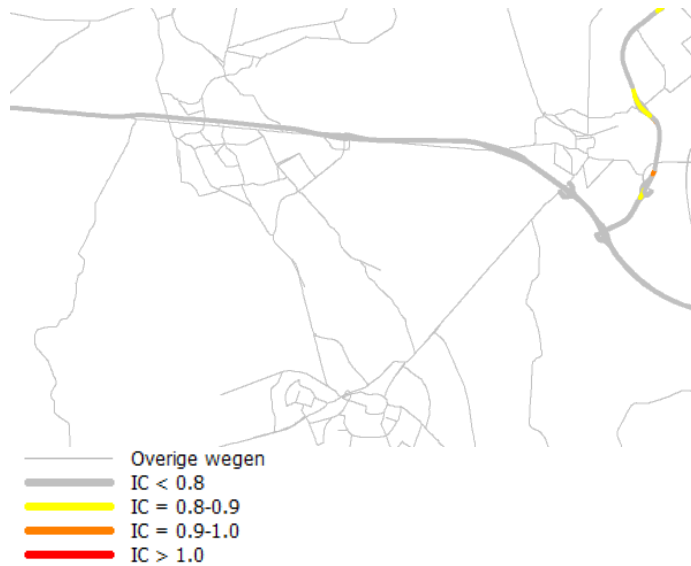 Overige wegen
IC < 0.8
IC = 0.8-0.9
IC = 0.9-1.0
IC > 1.0